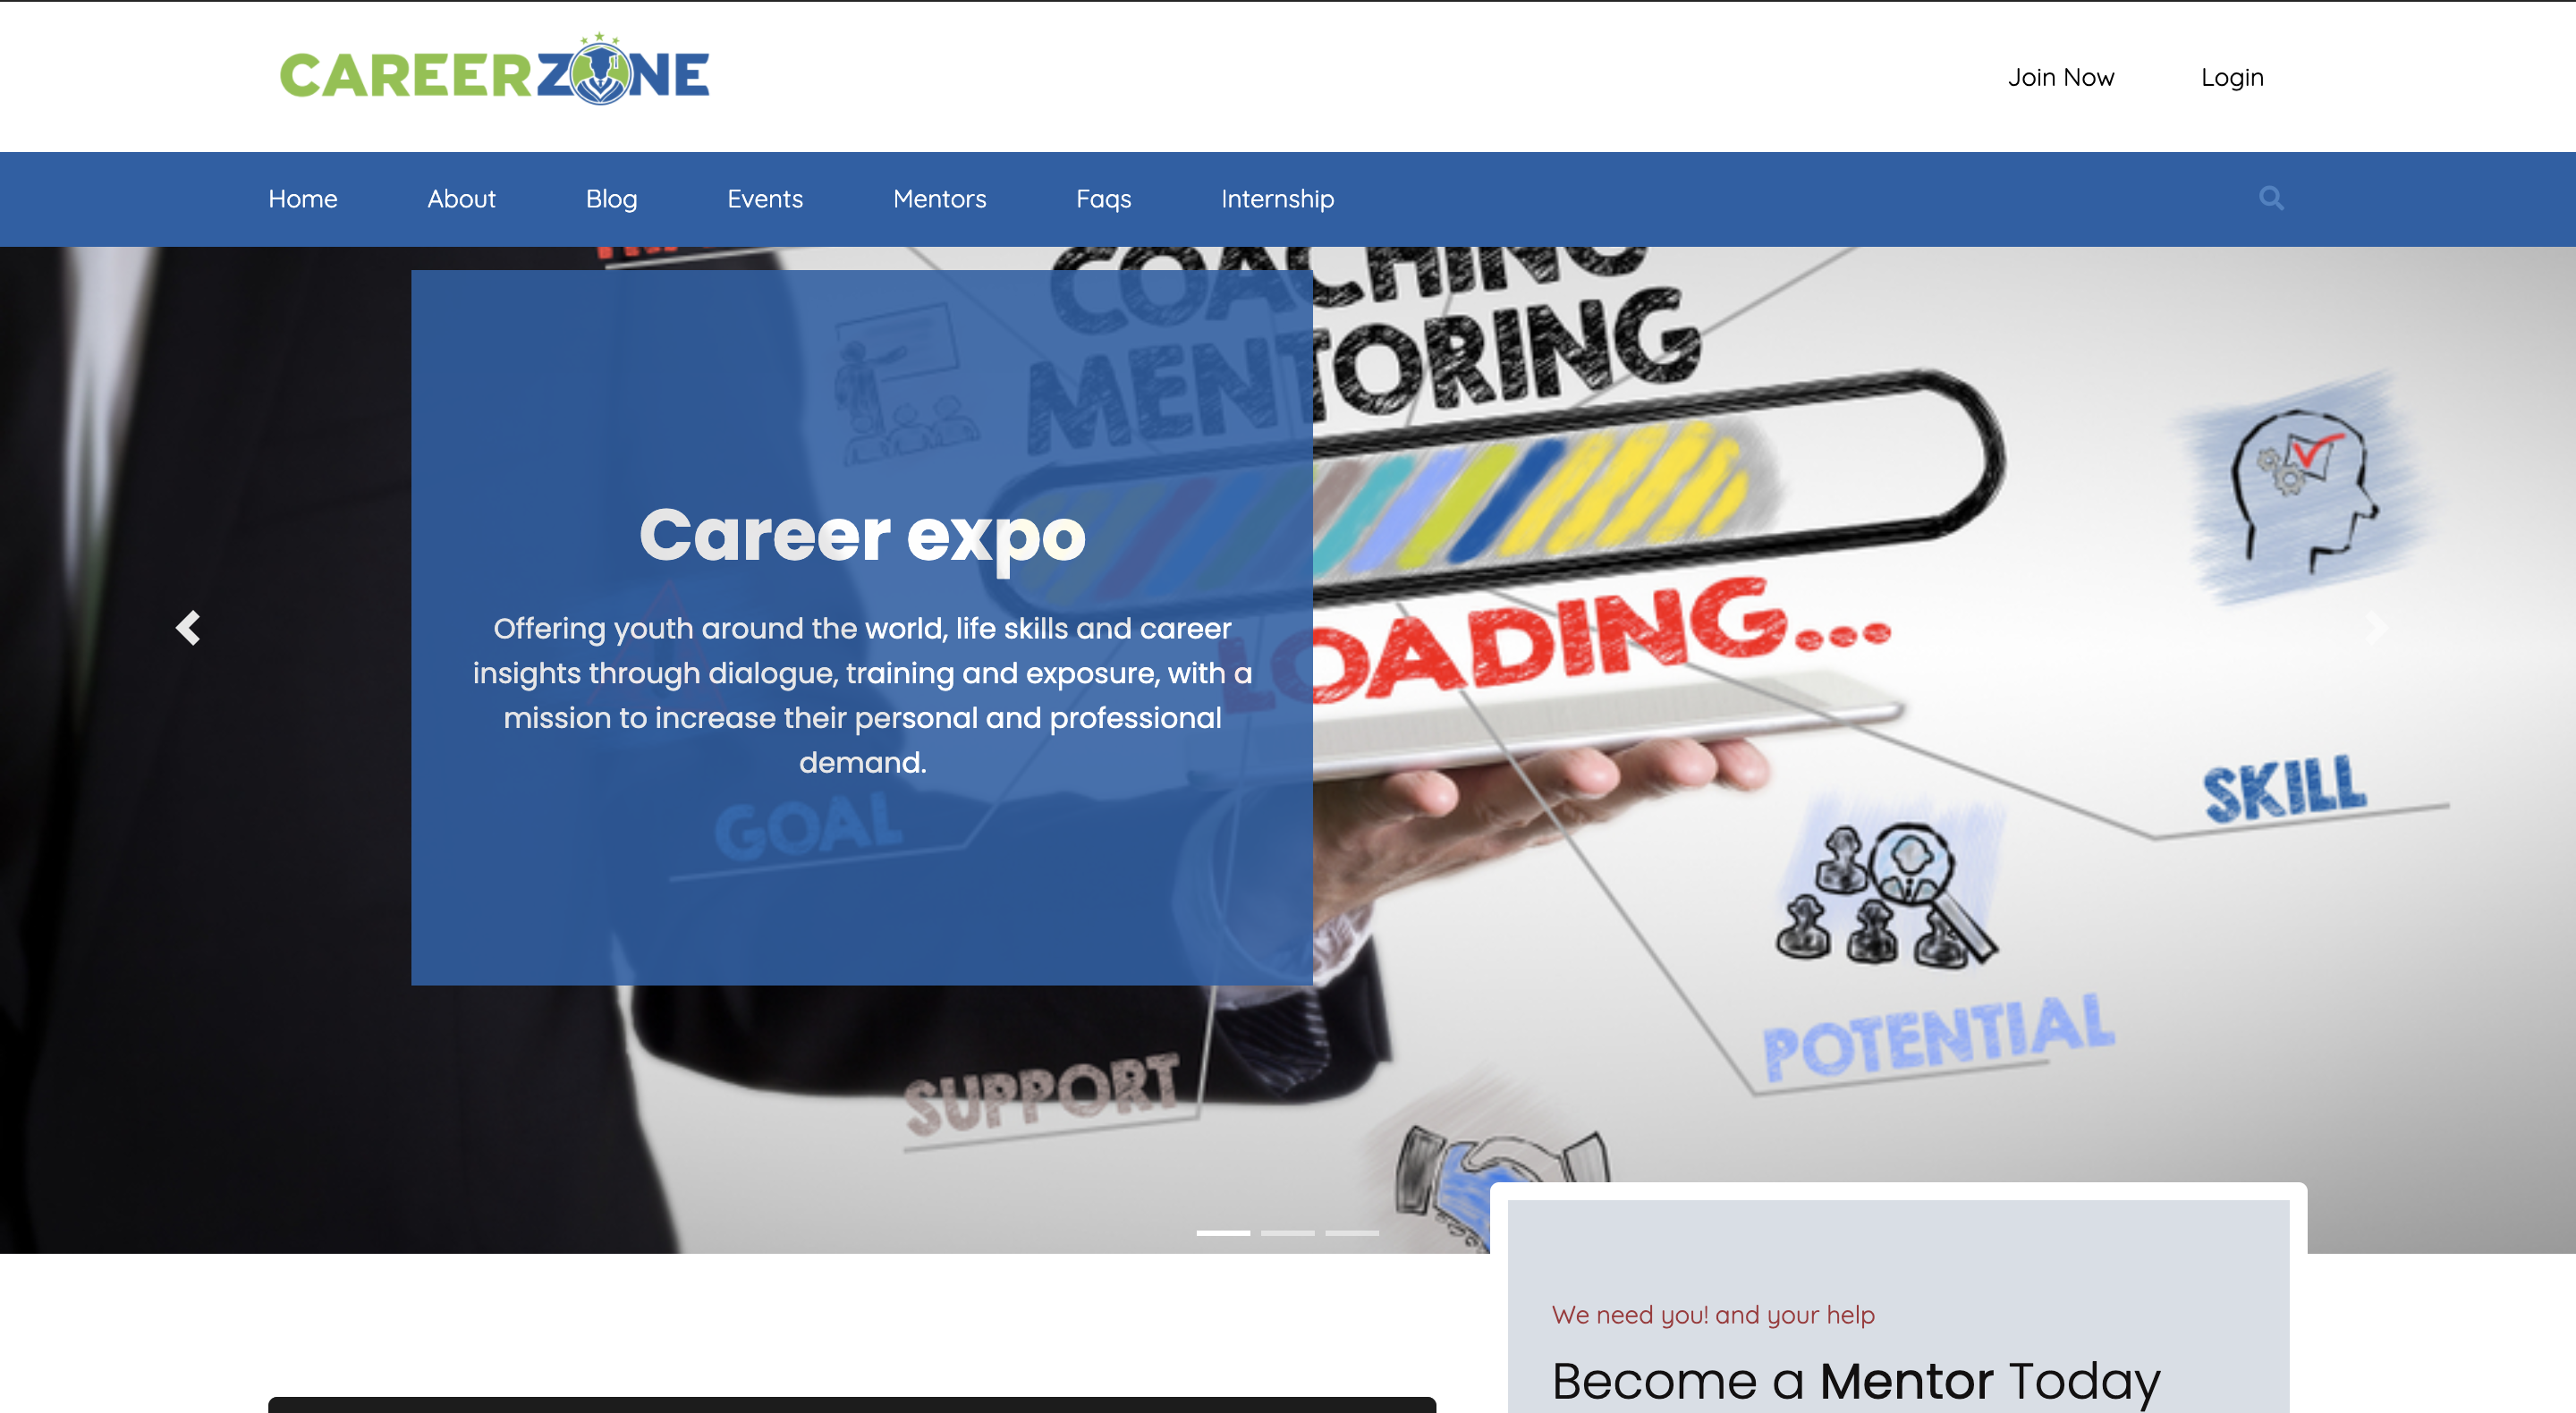 CAREERZONE
Join Now
Login
Home
About
Blog
Events
Mentors
Faqs
Internship
COACHING
MENTORING
LOADING...
Career expo
Offering youth around the world, life skills and career
insights through dialogue, training and exposure, with a
mission to increase their personal and professional
demand.
GOAL
SKILL
POTENTIAL
SUPPORT
We need you! and your help
Become a Mentor Today